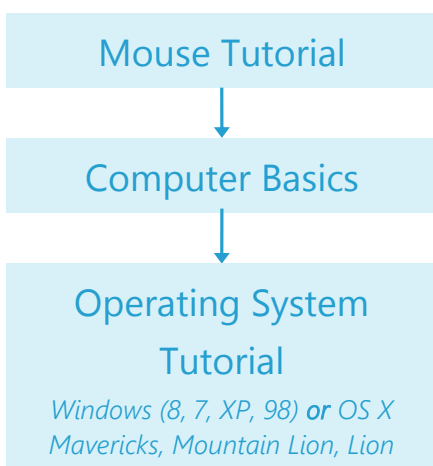 Mouse Tutorial
Computer Basics
Operating System
Tutorial
Windows (8, 7, XP, 98) or OS X
Mavericks, Mountain Lion, Lion